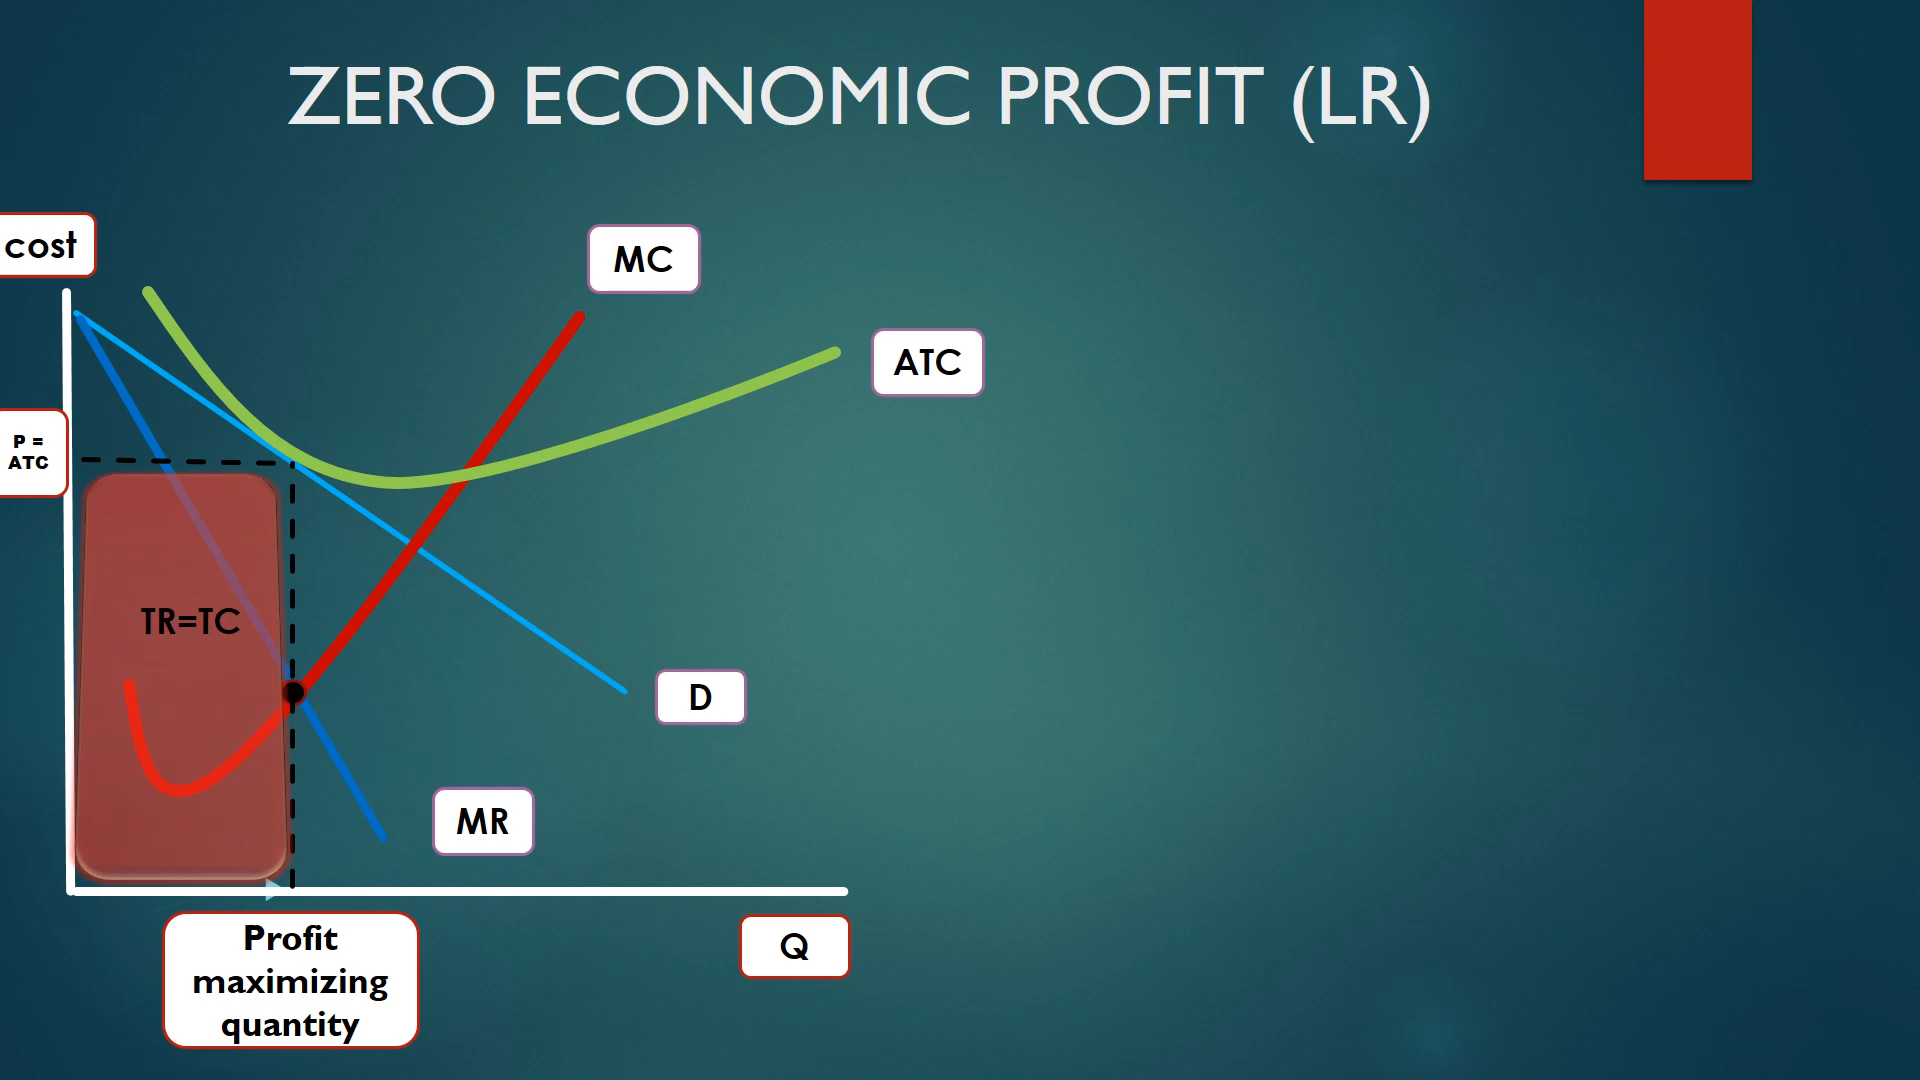 ZERO ECONOMIC PROFIT (LR)
cost
MC
ATC
P =
ATC
TR=TC
D
MR
Profit
maximizing
quantity
Q